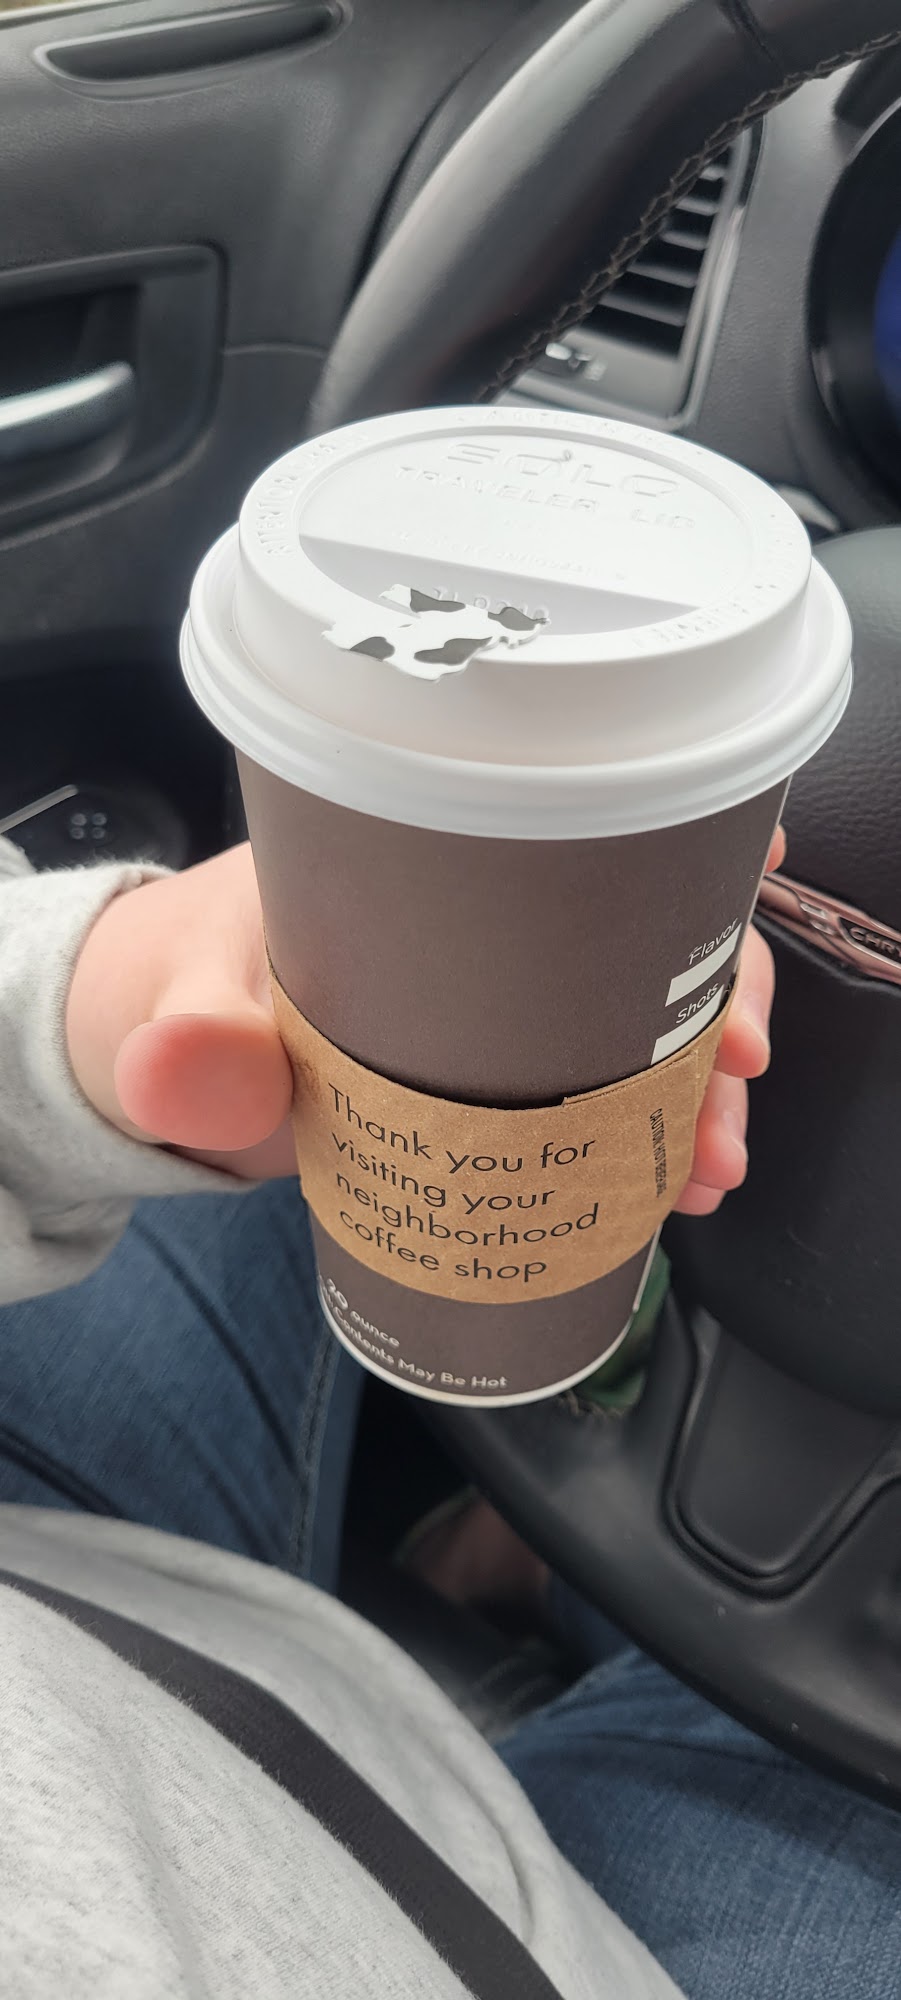 SOLO
TRAVELER LID
Flavor
Shots
Thank you for
visiting your
neighborhood
coffee shop
20 ounce
Contents May Be Hot